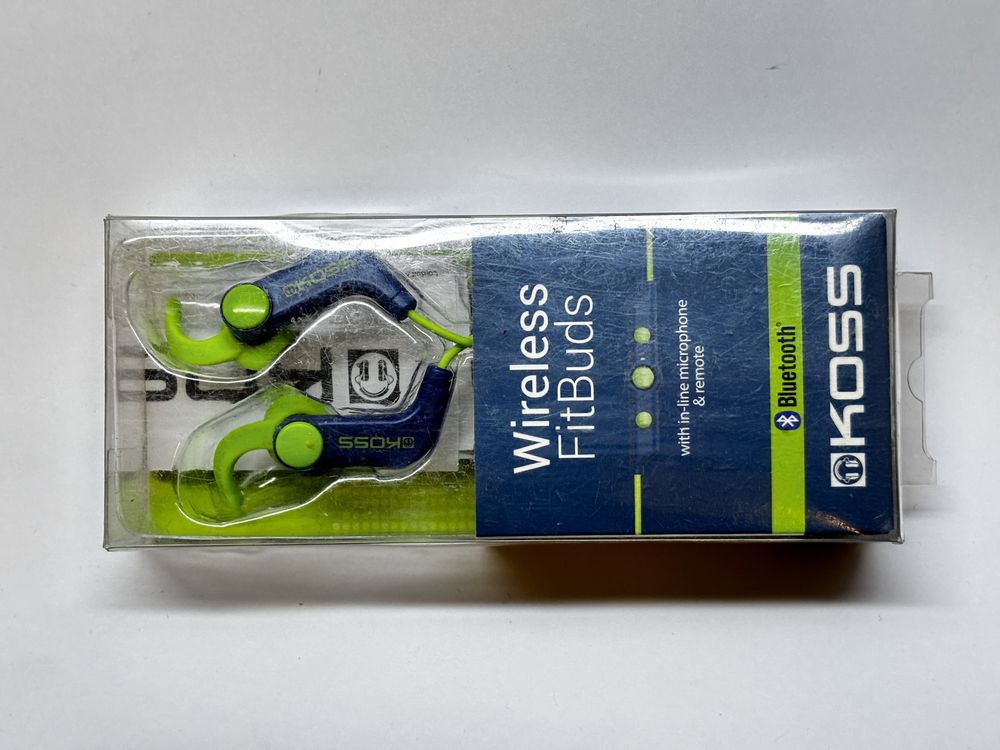 Wireless
FitBuds
with in-line microphone
& remote
Bluetooth®
KOSS
KOSS
KOSS